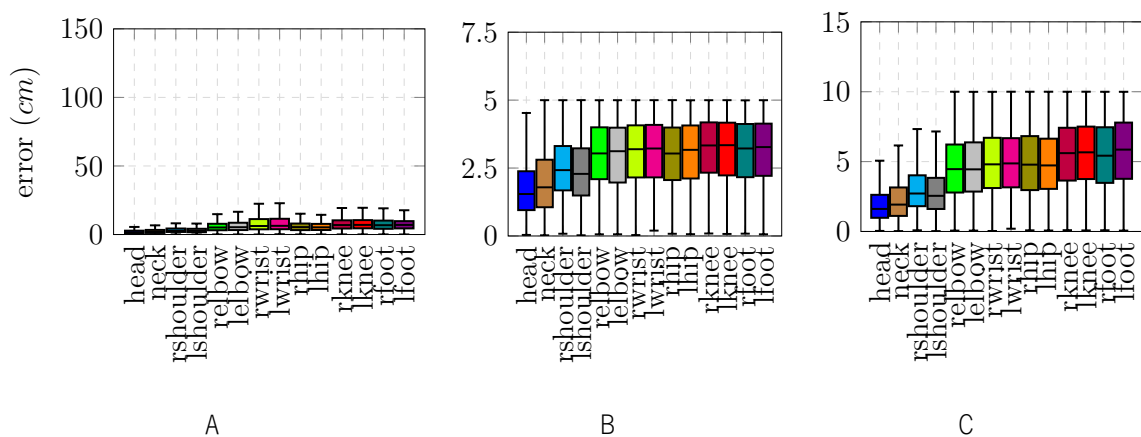 error (cm)
150
100
50
0
head
neck
rshoulder
lshoulder
relbow
lelbow
rwrist
lwrist
rhip
lhip
rknee
lknee
rfoot
lfoot
A
7.5
5
2.5
0
head
neck
rshoulder
lshoulder
relbow
lelbow
rwrist
lwrist
rhip
lhip
rknee
lknee
rfoot
lfoot
B
15
10
5
0
head
neck
rshoulder
lshoulder
relbow
lelbow
rwrist
lwrist
rhip
lhip
rknee
lknee
rfoot
lfoot
C